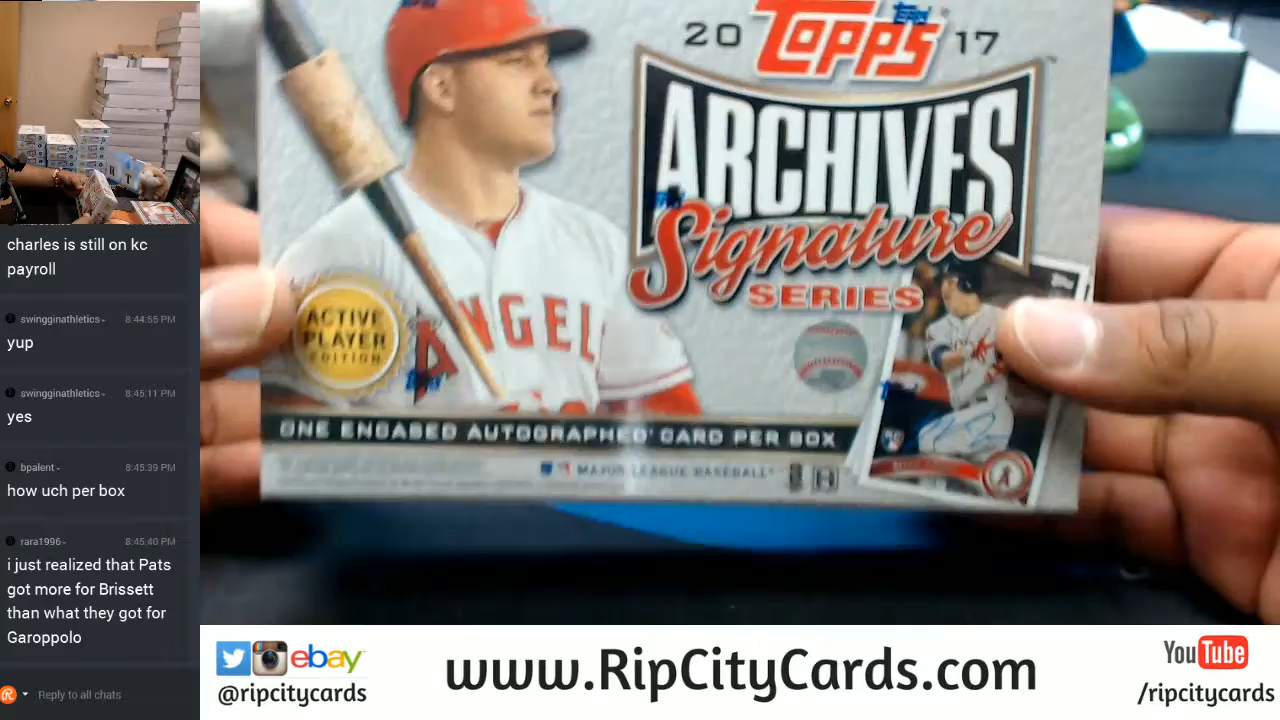 charles is still on kc
payroll
swingginathletics- 8:44:55 PM
yup
swingginathletics- 8:45:11 PM
yes
bpalent- 8:45:39 PM
how uch per box
rara1996- 8:45:40 PM
i just realized that Pats
got more for Brissett
than what they got for
Garoppolo
Reply to all chats
20 Topps 17
ARCHIVES
Signature
SERIES
ACTIVE
PLAYER
EDITION
ANGEL
ONE ENCASED AUTOGRAPHED CARD PER BOX
MAJOR LEAGUE BASEBALL
ebay
@ripcitycards
www.RipCityCards.com
YouTube
/ripcitycards